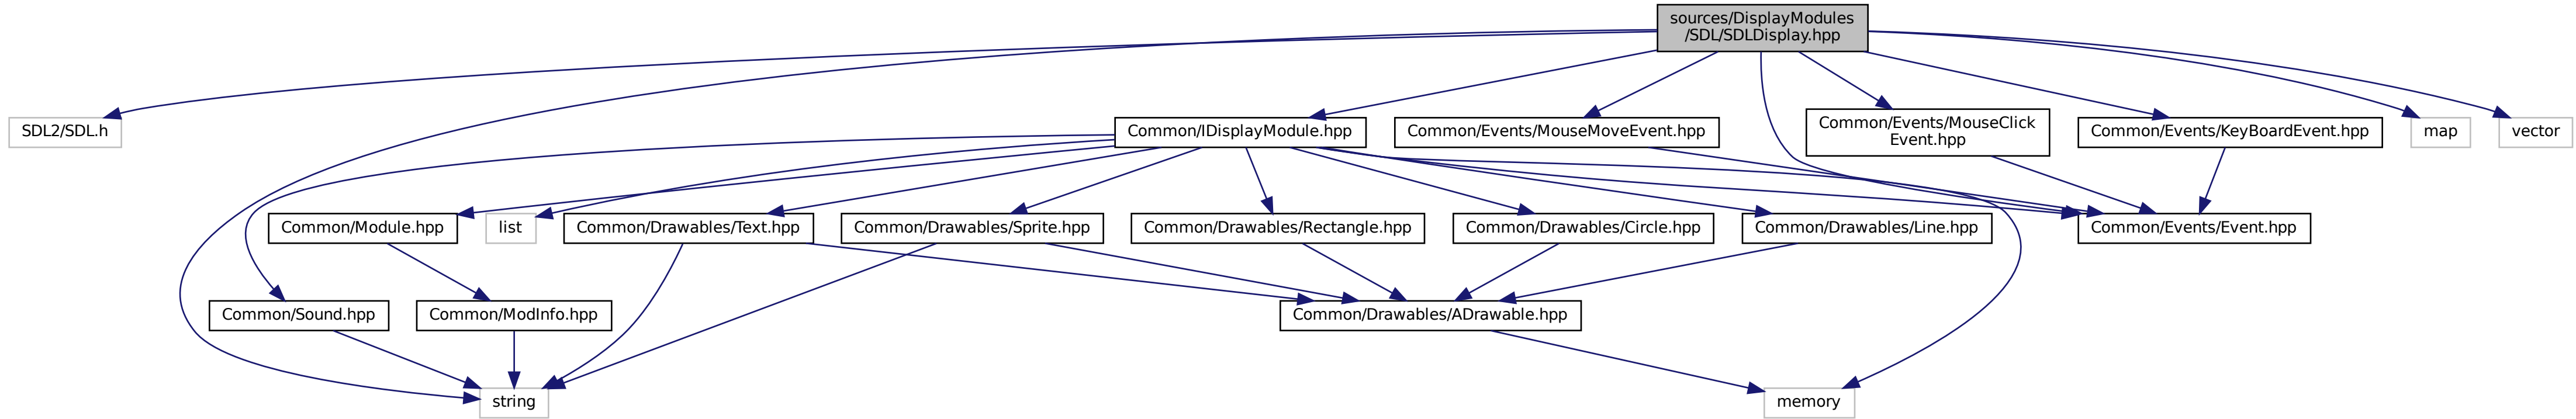 sources/DisplayModules
/SDL/SDLDisplay.hpp
SDL2/SDL.h
Common/IDisplayModule.hpp
Common/Events/MouseMoveEvent.hpp
Common/Events/MouseClick
Event.hpp
Common/Events/KeyBoardEvent.hpp
map
vector
Common/Module.hpp
list
Common/Drawables/Text.hpp
Common/Drawables/Sprite.hpp
Common/Drawables/Rectangle.hpp
Common/Drawables/Circle.hpp
Common/Drawables/Line.hpp
Common/Events/Event.hpp
Common/Sound.hpp
Common/ModInfo.hpp
Common/Drawables/ADrawable.hpp
string
memory